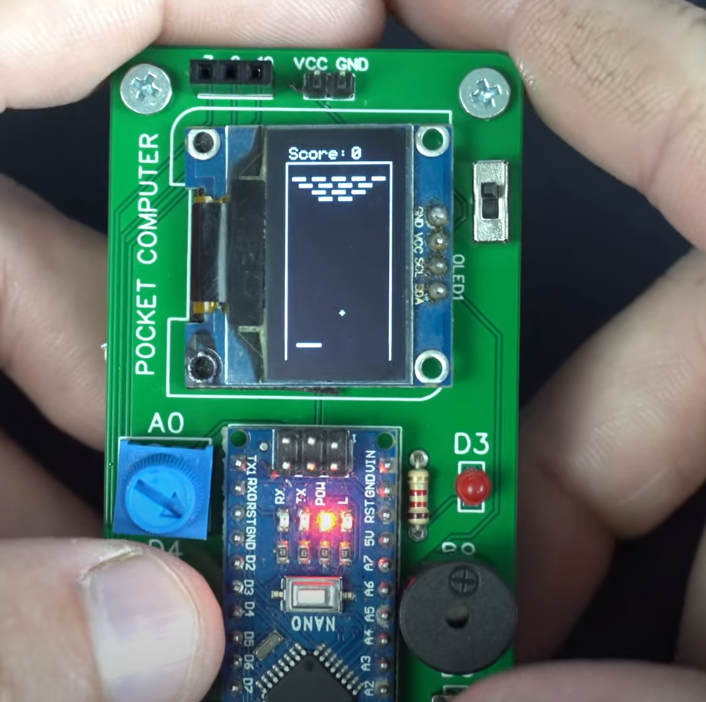 VCC GND
POCKET COMPUTER
Score: 0
GND VCC SCL SDA
OLED1
A0
D3
TX1
RX0
RST
GND
D2
D3
D4
D5
D6
D7
RX
TX
POW
L
VIN
GND
RST
5V
A7
A6
A5
A4
A3
A2
NANO